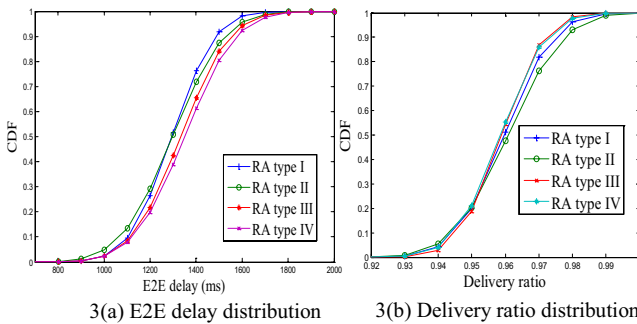 1
0.9
0.8
0.7
0.6
0.5
0.4
0.3
0.2
0.1
0
CDF
800 1000 1200 1400 1600 1800 2000
E2E delay (ms)
RA type I
RA type II
RA type III
RA type IV
3(a) E2E delay distribution
1
0.9
0.8
0.7
0.6
0.5
0.4
0.3
0.2
0.1
0
CDF
0.92 0.93 0.94 0.95 0.96 0.97 0.98 0.99
Delivery ratio
RA type I
RA type II
RA type III
RA type IV
3(b) Delivery ratio distribution